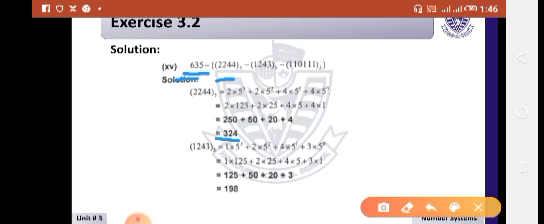 1:46
Exercise 3.2
Solution:
(xv) 635 – {(2244)₅ – (1243)₅ – (110111)₂}
Solution:
(2244)₅ = 2×5³ + 2×5² + 4×5¹ + 4×5⁰
= 2×125 + 2×25 + 4×5 + 4×1
= 250 + 50 + 20 + 4
= 324
(1243)₅ = 1×5³ + 2×5² + 4×5¹ + 3×5⁰
= 1×125 + 2×25 + 4×5 + 3×1
= 125 + 50 + 20 + 3
= 198
Unit # 3
Number Systems